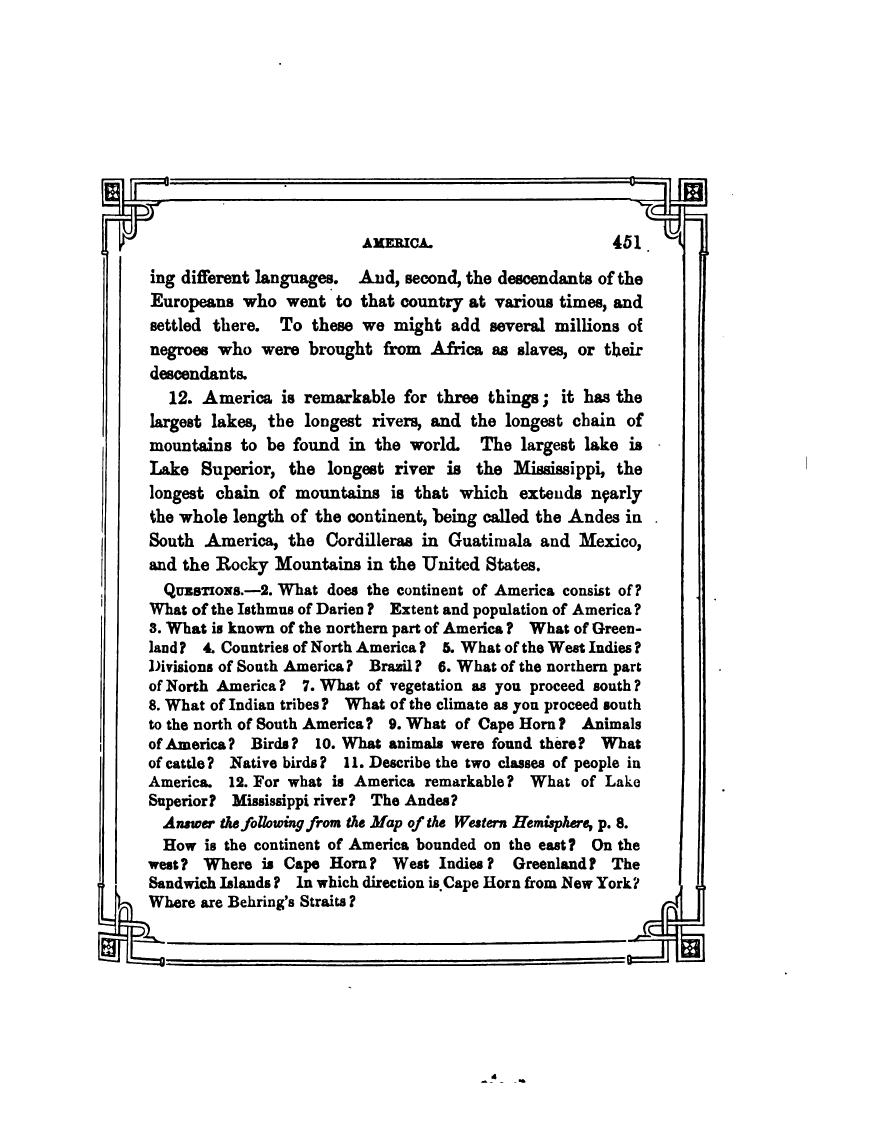 AMERICA. 451
ing different languages. And, second, the descendants of the
Europeans who went to that country at various times, and
settled there. To these we might add several millions of
negroes who were brought from Africa as slaves, or their
descendants.
12. America is remarkable for three things; it has the
largest lakes, the longest rivers, and the longest chain of
mountains to be found in the world. The largest lake is
Lake Superior, the longest river is the Mississippi, the
longest chain of mountains is that which extends nearly
the whole length of the continent, being called the Andes in
South America, the Cordilleras in Guatimala and Mexico,
and the Rocky Mountains in the United States.
QUESTIONS.—2. What does the continent of America consist of?
What of the Isthmus of Darien? Extent and population of America?
3. What is known of the northern part of America? What of Green-
land? 4. Countries of North America? 5. What of the West Indies?
Divisions of South America? Brazil? 6. What of the northern part
of North America? 7. What of vegetation as you proceed south?
8. What of Indian tribes? What of the climate as you proceed south
to the north of South America? 9. What of Cape Horn? Animals
of America? Birds? 10. What animals were found there? What
of cattle? Native birds? 11. Describe the two classes of people in
America. 12. For what is America remarkable? What of Lake
Superior? Mississippi river? The Andes?
Answer the following from the Map of the Western Hemisphere, p. 8.
How is the continent of America bounded on the east? On the
west? Where is Cape Horn? West Indies? Greenland? The
Sandwich Islands? In which direction is Cape Horn from New York?
Where are Behring's Straits?